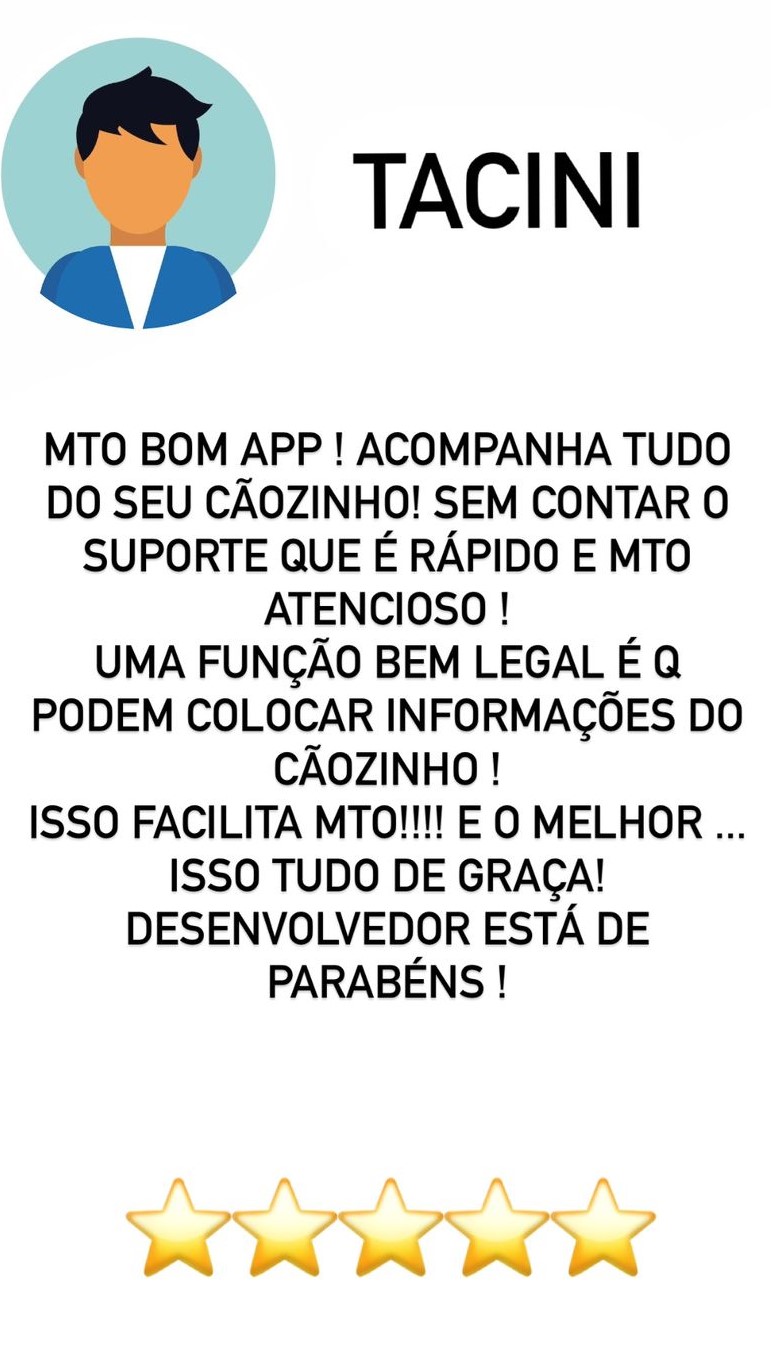 TACINI
MTO BOM APP ! ACOMPANHA TUDO
DO SEU CÃOZINHO! SEM CONTAR O
SUPORTE QUE É RÁPIDO E MTO
ATENCIOSO !
UMA FUNÇÃO BEM LEGAL É Q
PODEM COLOCAR INFORMAÇÕES DO
CÃOZINHO !
ISSO FACILITA MTO!!!! E O MELHOR ...
ISSO TUDO DE GRAÇA!
DESENVOLVEDOR ESTÁ DE
PARABÉNS !